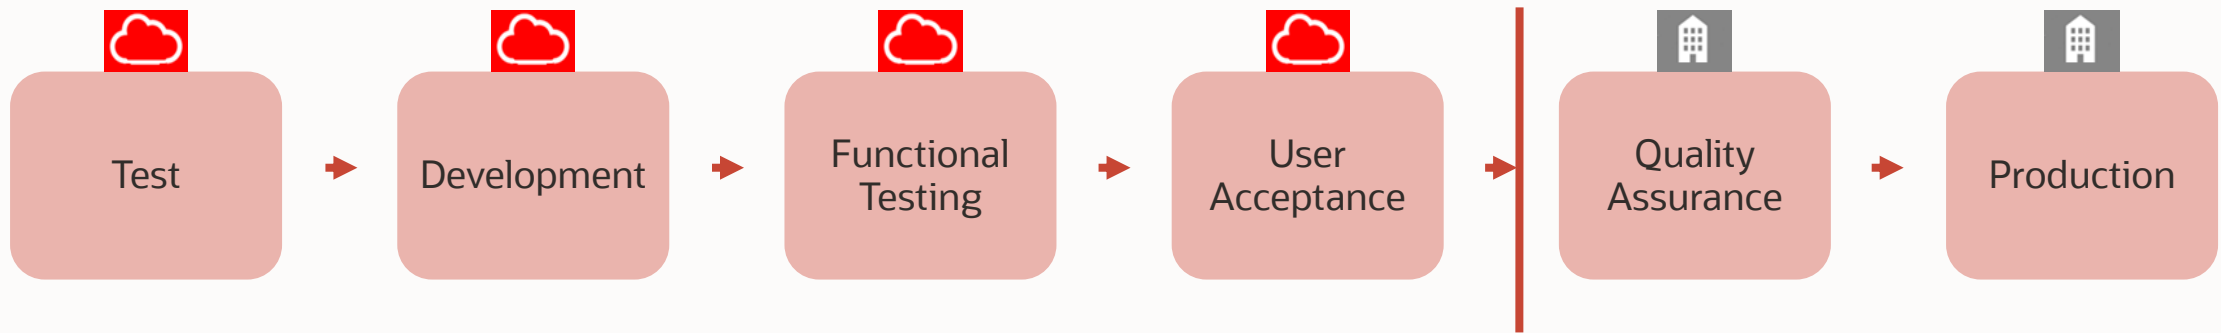 Test
Development
Functional
Testing
User
Acceptance
Quality
Assurance
Production